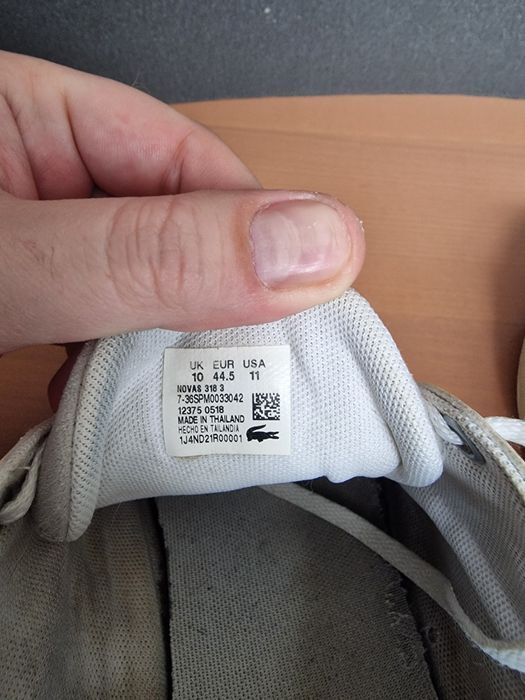 UK EUR USA
10 44.5 11
NOVAS 318 3
7-36SPM0033042
12375 0518
MADE IN THAILAND
HECHO EN TAILANDIA
1J4ND21R00001